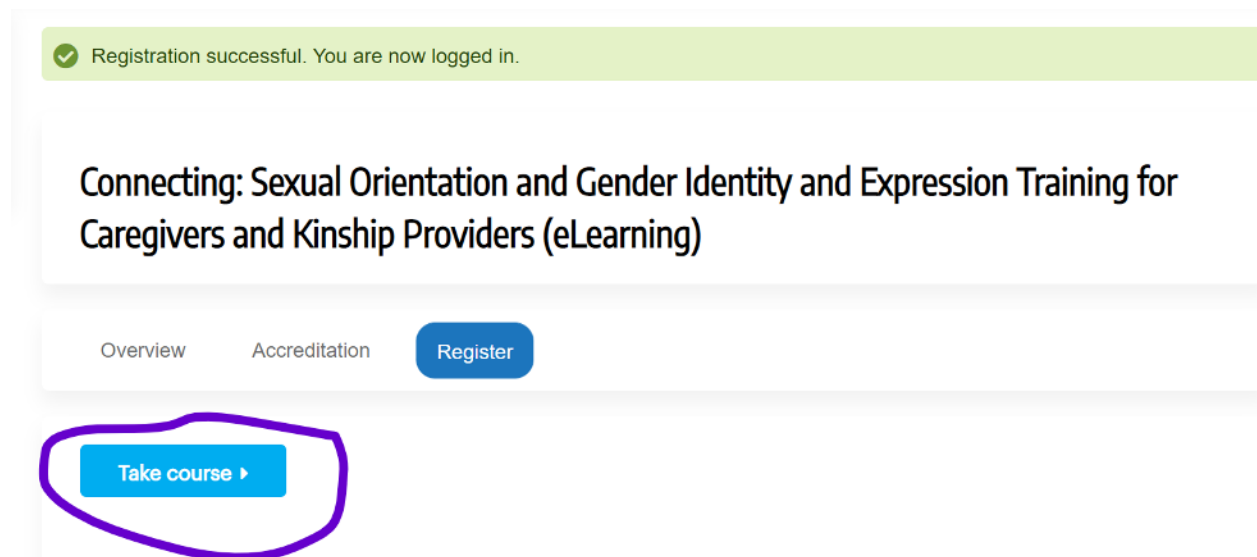 Registration successful. You are now logged in.
Connecting: Sexual Orientation and Gender Identity and Expression Training for
Caregivers and Kinship Providers (eLearning)
Overview Accreditation Register
Take course